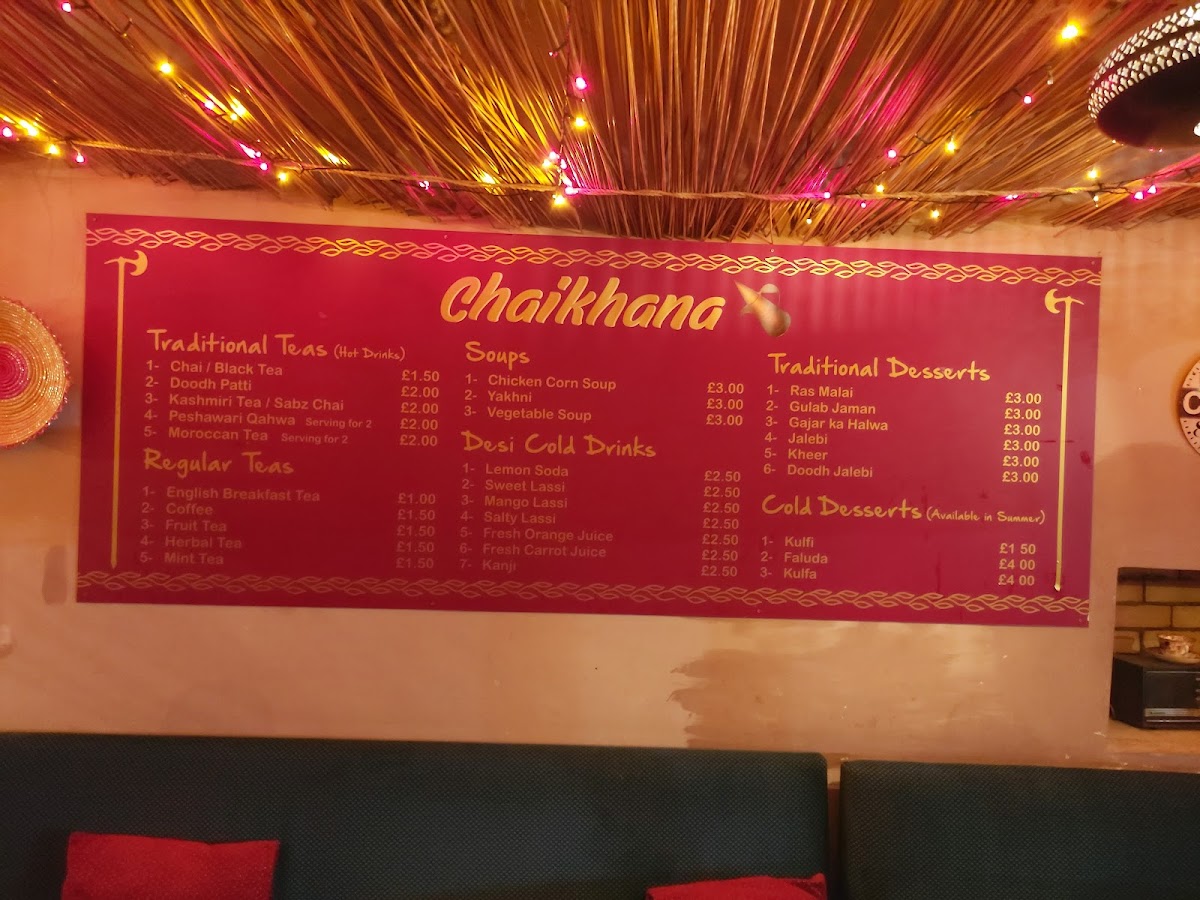 Chaikhana
Traditional Teas (Hot Drinks)
1- Chai / Black Tea £1.50
2- Doodh Patti £2.00
3- Kashmiri Tea / Sabz Chai £2.00
4- Peshawari Qahwa Serving for 2 £2.00
5- Moroccan Tea Serving for 2 £2.00
Regular Teas
1- English Breakfast Tea £1.00
2- Coffee £1.50
3- Fruit Tea £1.50
4- Herbal Tea £1.50
5- Mint Tea £1.50
Soups
1- Chicken Corn Soup £3.00
2- Yakhni £3.00
3- Vegetable Soup £3.00
Desi Cold Drinks
1- Lemon Soda £2.50
2- Sweet Lassi £2.50
3- Mango Lassi £2.50
4- Salty Lassi £2.50
5- Fresh Orange Juice £2.50
6- Fresh Carrot Juice £2.50
7- Kanji £2.50
Traditional Desserts
1- Ras Malai £3.00
2- Gulab Jaman £3.00
3- Gajar ka Halwa £3.00
4- Jalebi £3.00
5- Kheer £3.00
6- Doodh Jalebi £3.00
Cold Desserts (Available in Summer)
1- Kulfi £1 50
2- Faluda £4 00
3- Kulfa £4 00